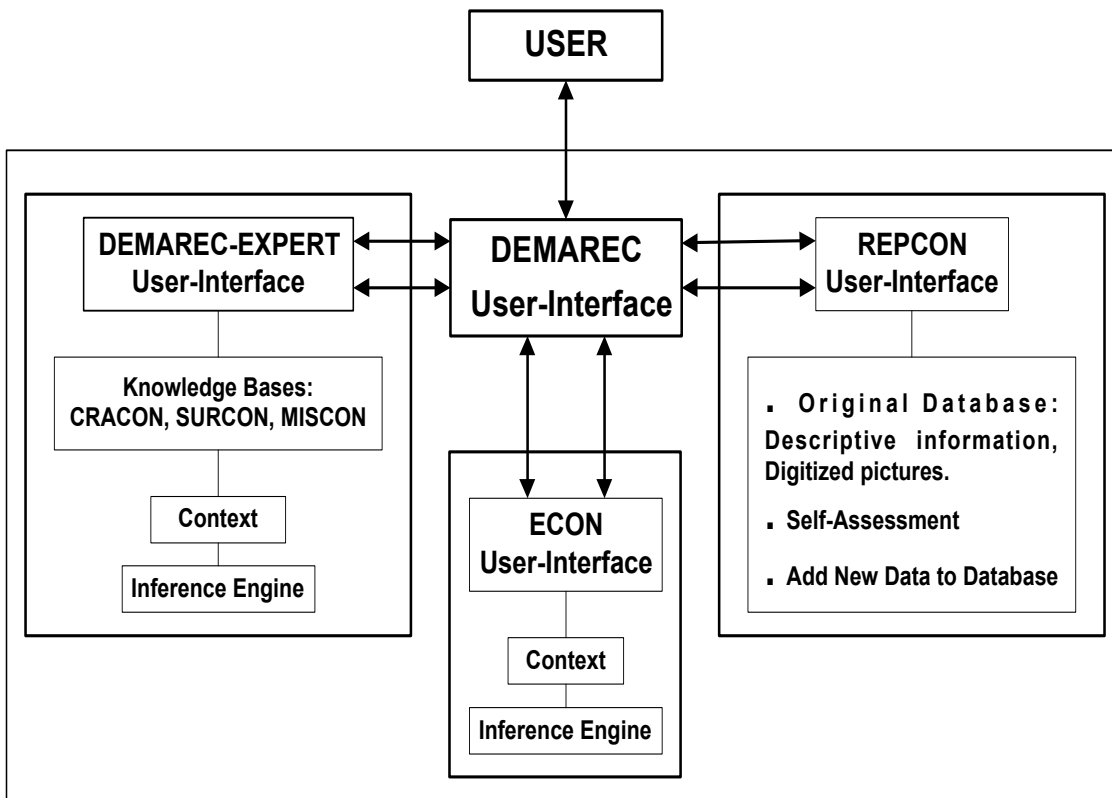 USER
DEMAREC-EXPERT
User-Interface
Knowledge Bases:
CRACON, SURCON, MISCON
Context
Inference Engine
DEMAREC
User-Interface
ECON
User-Interface
Context
Inference Engine
REPCON
User-Interface
. Original Database:
Descriptive information,
Digitized pictures.
. Self-Assessment
. Add New Data to Database